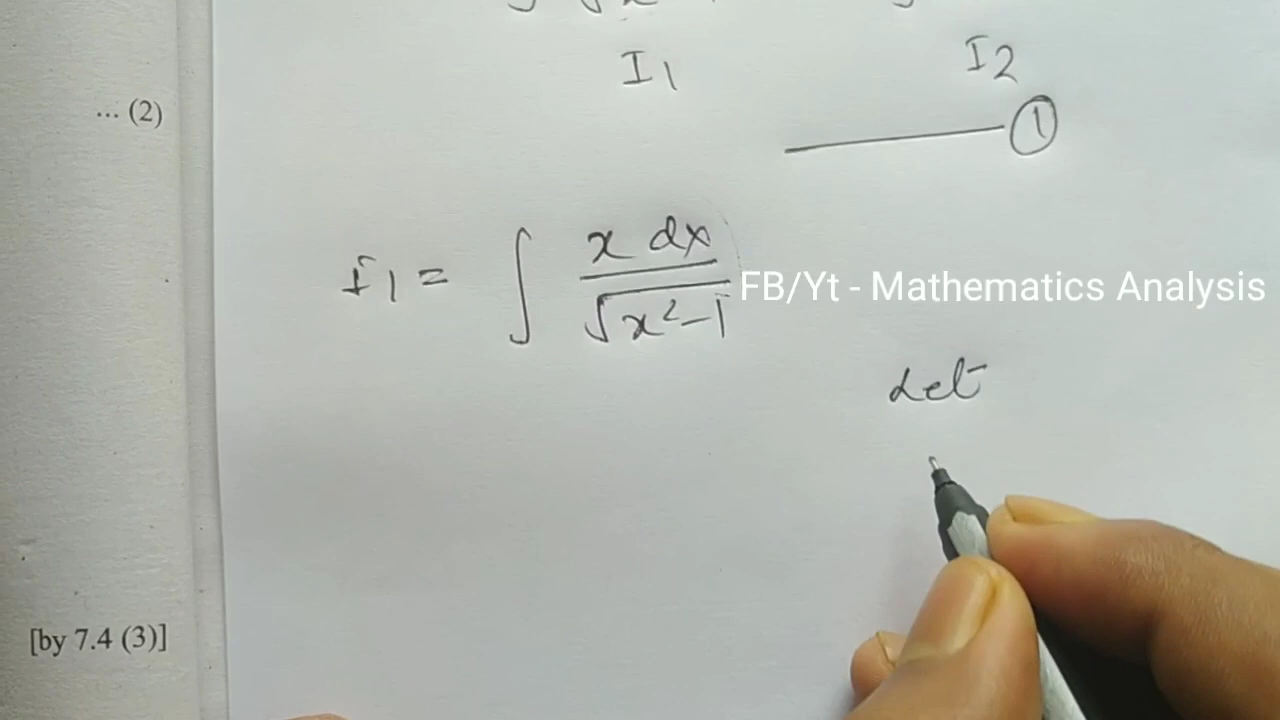 I1 I2
... (2)
1
I1 = ∫ x dx / √x²-1
FB/Yt - Mathematics Analysis
Let
[by 7.4 (3)]